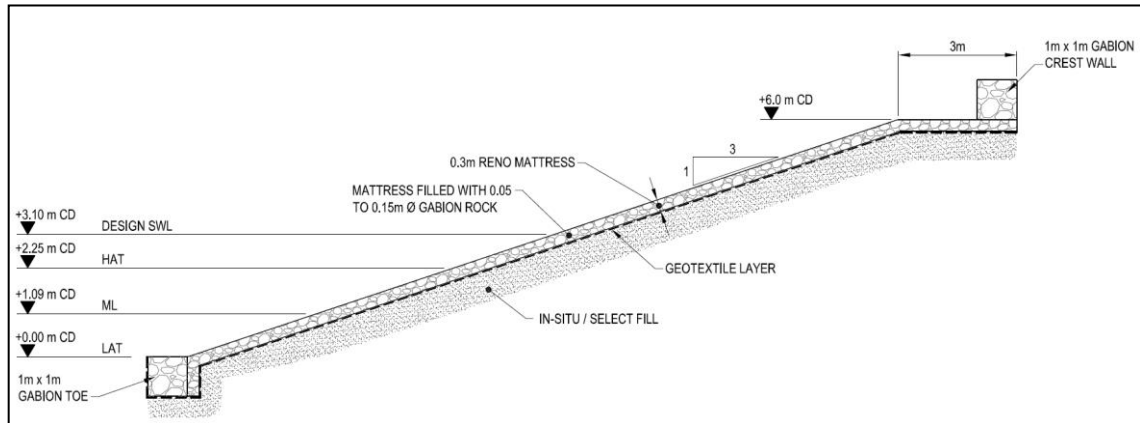 3m
1m x 1m GABION
CREST WALL
+6.0 m CD
3
1
0.3m RENO MATTRESS
MATTRESS FILLED WITH 0.05
TO 0.15m Ø GABION ROCK
+3.10 m CD
DESIGN SWL
+2.25 m CD
HAT
GEOTEXTILE LAYER
+1.09 m CD
ML
IN-SITU / SELECT FILL
+0.00 m CD
LAT
1m x 1m
GABION TOE